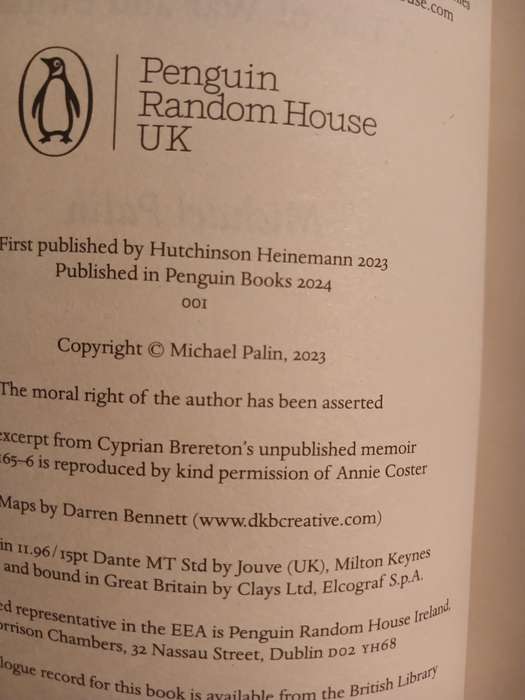 se.com
Penguin
Random House
UK
First published by Hutchinson Heinemann 2023
Published in Penguin Books 2024
001
Copyright © Michael Palin, 2023
The moral right of the author has been asserted
excerpt from Cyprian Brereton's unpublished memoir
65–6 is reproduced by kind permission of Annie Coster
Maps by Darren Bennett (www.dkbcreative.com)
in 11.96/15pt Dante MT Std by Jouve (UK), Milton Keynes
and bound in Great Britain by Clays Ltd, Elcograf S.p.A.
ed representative in the EEA is Penguin Random House Ireland,
orrison Chambers, 32 Nassau Street, Dublin D02 YH68
logue record for this book is available from the British Library